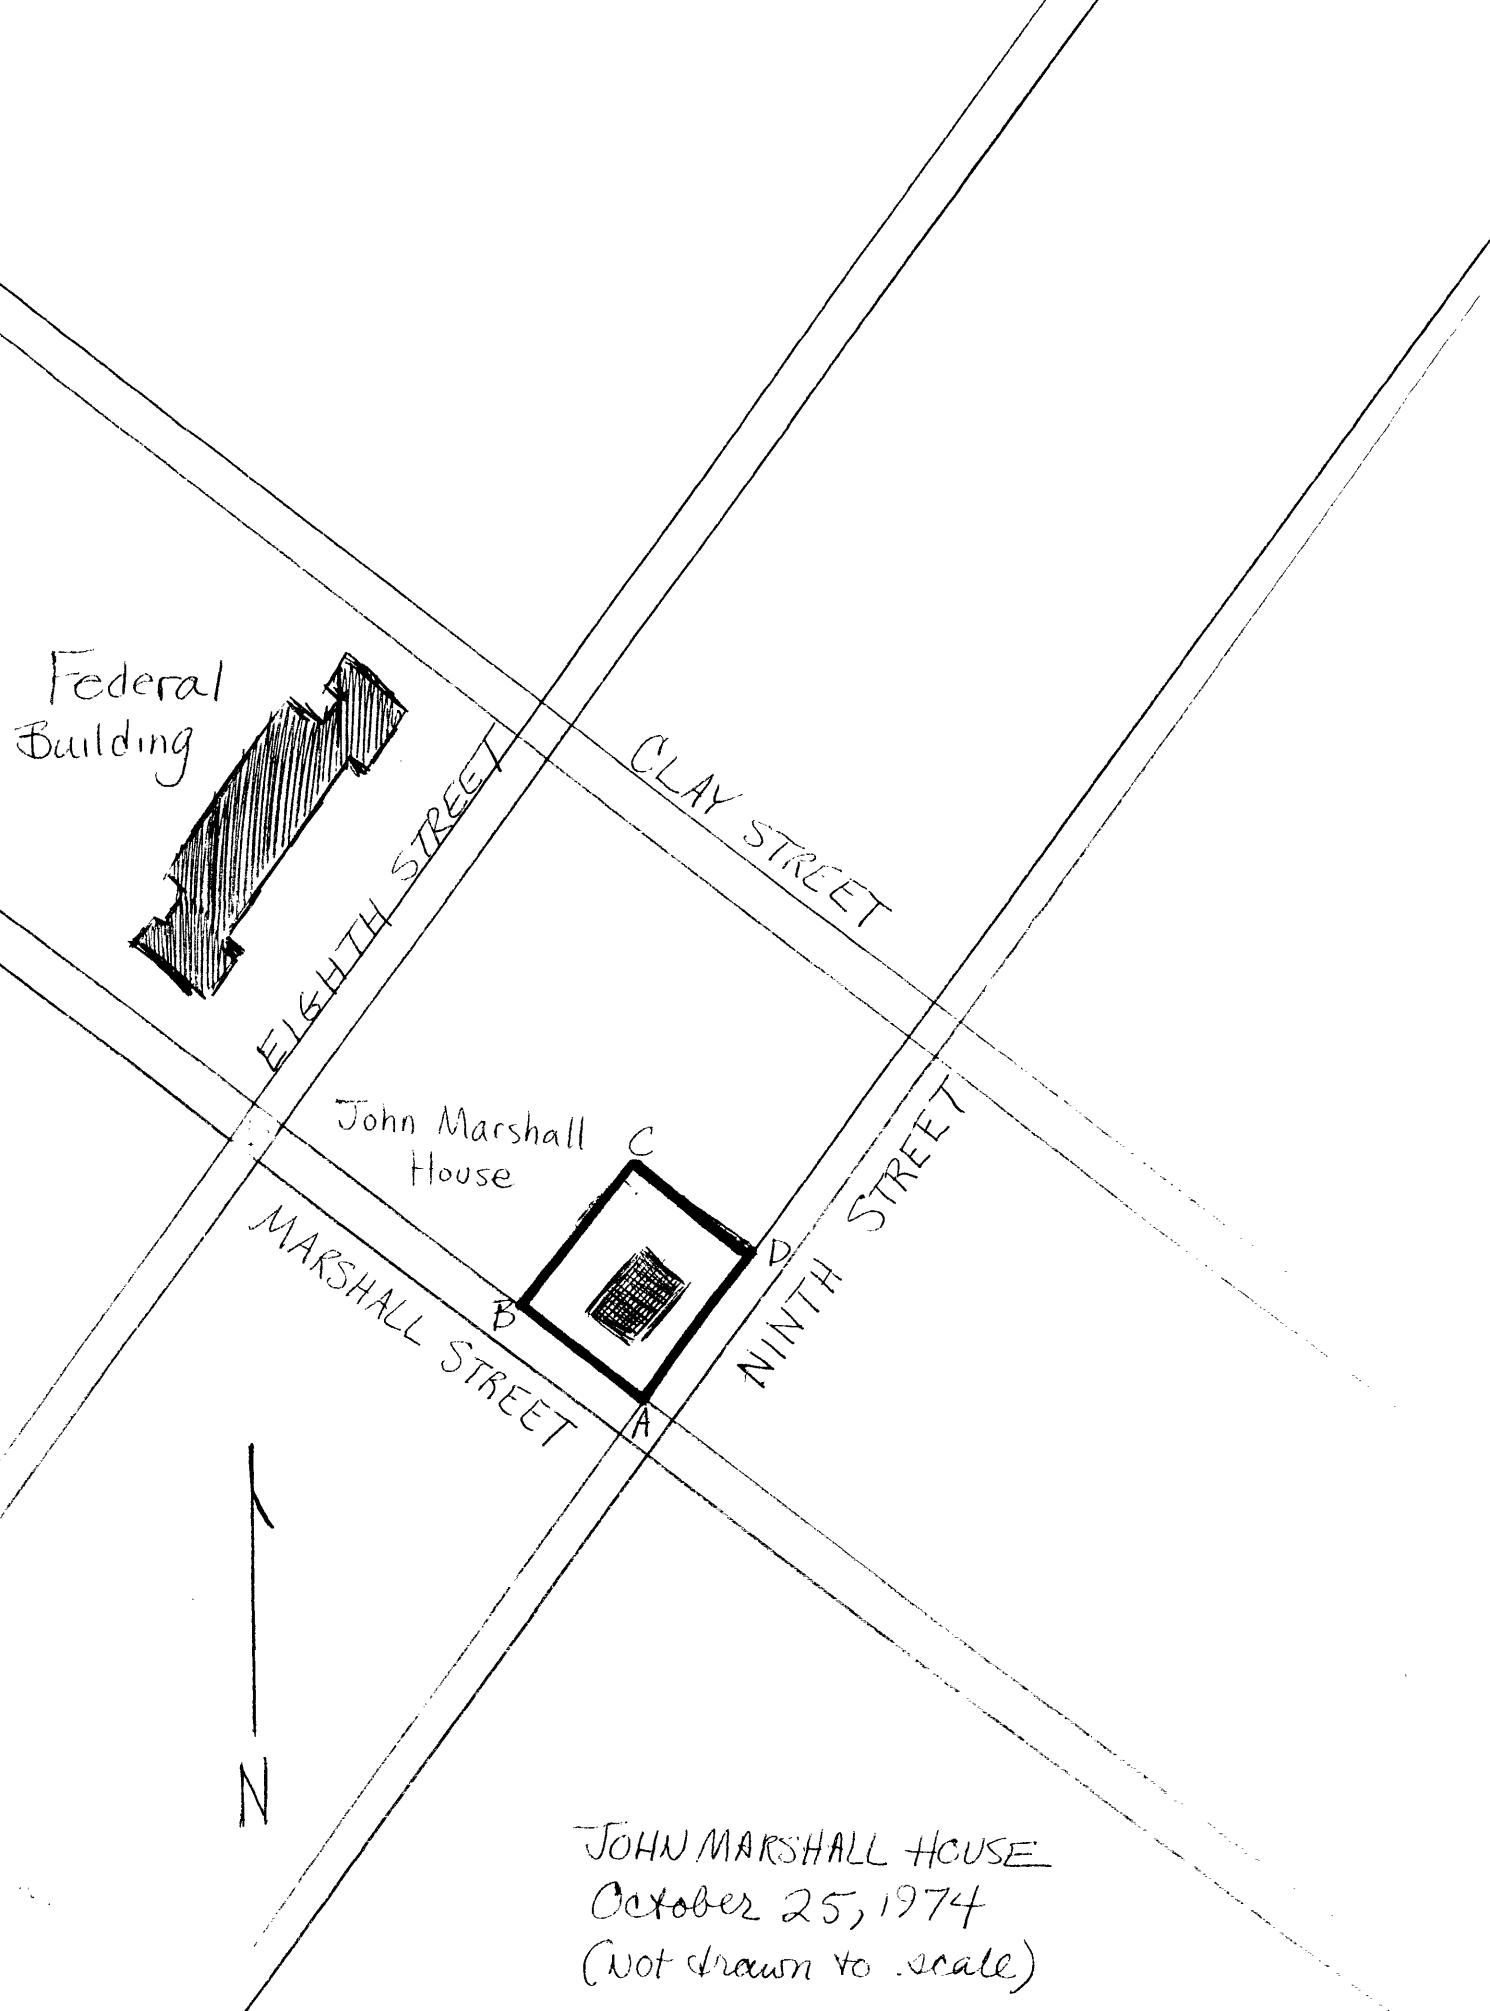 Federal
Building
CLAY STREET
EIGHTH STREET
John Marshall
House
C
D
B
A
NINTH STREET
MARSHALL STREET
N
JOHN MARSHALL HOUSE
October 25, 1974
(Not drawn to scale)